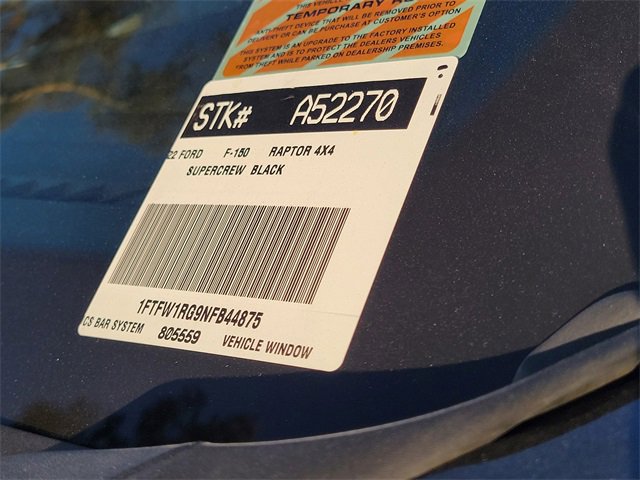 THIS VEHICLE
TEMPORARY
ANTI-THEFT DEVICE THAT WILL BE REMOVED PRIOR TO
DELIVERY OR CAN BE PURCHASE AT CUSTOMER'S OPTION
THIS SYSTEM IS AN UPGRADE TO THE FACTORY INSTALLED
SYSTEM AND IS TO PROTECT THE DEALERS VEHICLES
FROM THEFT WHILE PARKED ON DEALERSHIP PREMISES.
STK# A52270
22 FORD F-150 RAPTOR 4X4
SUPERCREW BLACK
1FTFW1RG9NFB44875
CS BAR SYSTEM 805559 VEHICLE WINDOW